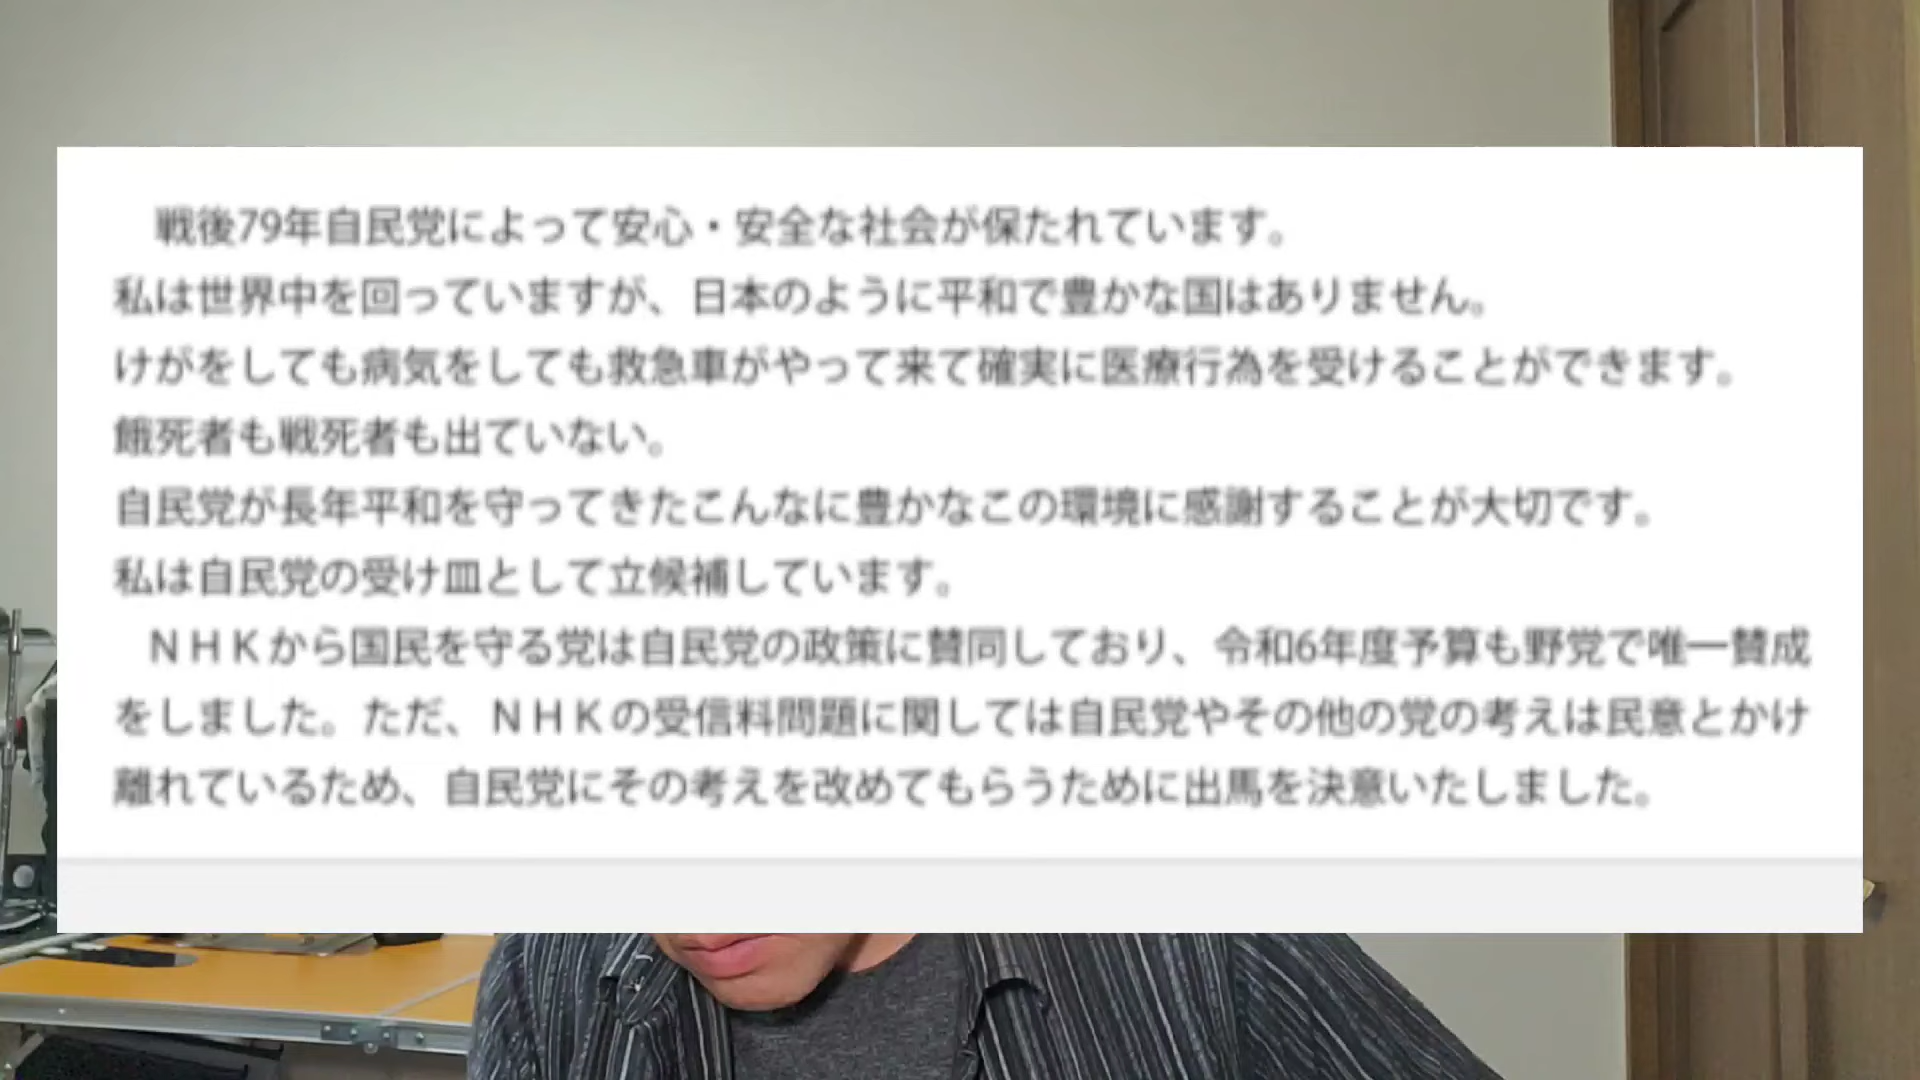 戦後79年自民党によって安心・安全な社会が保たれています。
私は世界中を回っていますが、日本のように平和で豊かな国はありません。
けがをしても病気をしても救急車がやって来て確実に医療行為を受けることができます。
餓死者も戦死者も出ていない。
自民党が長年平和を守ってきたこんなに豊かなこの環境に感謝することが大切です。
私は自民党の受け皿として立候補しています。
ＮＨＫから国民を守る党は自民党の政策に賛同しており、令和6年度予算も野党で唯一賛成
をしました。ただ、ＮＨＫの受信料問題に関しては自民党やその他の党の考えは民意とかけ
離れているため、自民党にその考えを改めてもらうために出馬を決意いたしました。